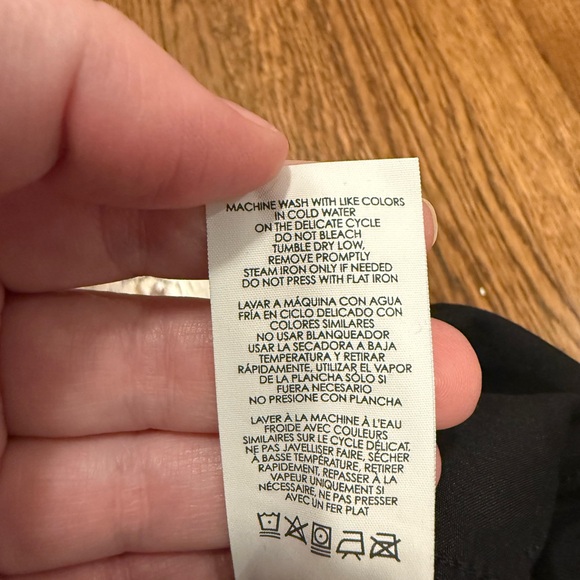 MACHINE WASH WITH LIKE COLORS
IN COLD WATER
ON THE DELICATE CYCLE
DO NOT BLEACH
TUMBLE DRY LOW,
REMOVE PROMPTLY
STEAM IRON ONLY IF NEEDED
DO NOT PRESS WITH FLAT IRON
LAVAR A MÁQUINA CON AGUA
FRÍA EN CICLO DELICADO CON
COLORES SIMILARES
NO USAR BLANQUEADOR
USAR LA SECADORA A BAJA
TEMPERATURA Y RETIRAR
RÁPIDAMENTE, UTILIZAR EL VAPOR
DE LA PLANCHA SÓLO SI
FUERA NECESARIO
NO PRESIONE CON PLANCHA
LAVER À LA MACHINE À L'EAU
FROIDE AVEC COULEURS
SIMILAIRES SUR LE CYCLE DÉLICAT,
NE PAS JAVELLISER FAIRE, SÉCHER
À BASSE TEMPÉRATURE, RETIRER
RAPIDEMENT, REPASSER À LA
VAPEUR UNIQUEMENT SI
NÉCESSAIRE, NE PAS PRESSER
AVEC UN FER PLAT